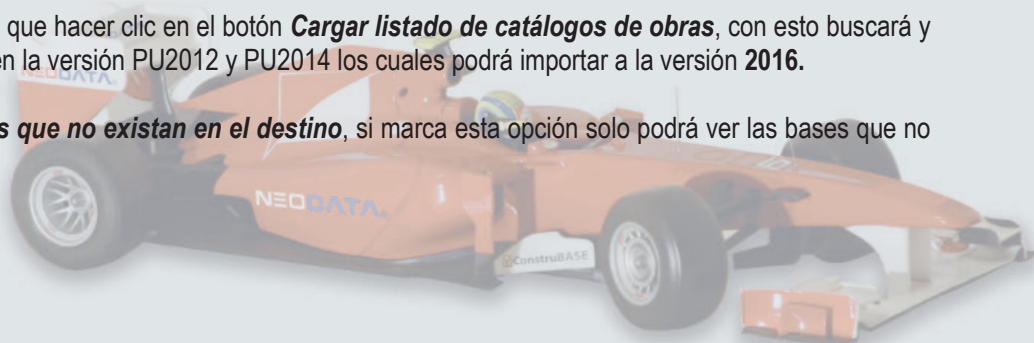 que hacer clic en el botón Cargar listado de catálogos de obras, con esto buscará y
en la versión PU2012 y PU2014 los cuales podrá importar a la versión 2016.
NEODATA
s que no existan en el destino, si marca esta opción solo podrá ver las bases que no
NEODATA
ConstruBASE